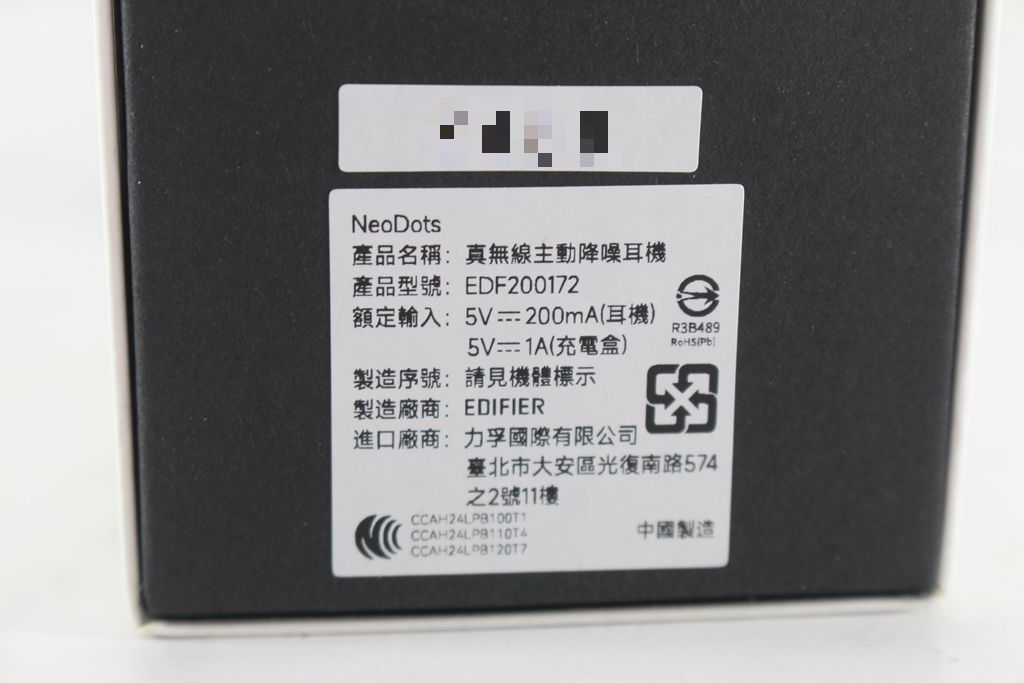 NeoDots
產品名稱：真無線主動降噪耳機
產品型號：EDF200172
額定輸入：5V⎓200mA(耳機)
5V⎓1A(充電盒)
R3B489
RoHS(Pb)
製造序號：請見機體標示
製造廠商：EDIFIER
進口廠商：力孚國際有限公司
臺北市大安區光復南路574
之2號11樓
CCAH24LPB100T1
CCAH24LPB110T4
CCAH24LPB120T7
中國製造